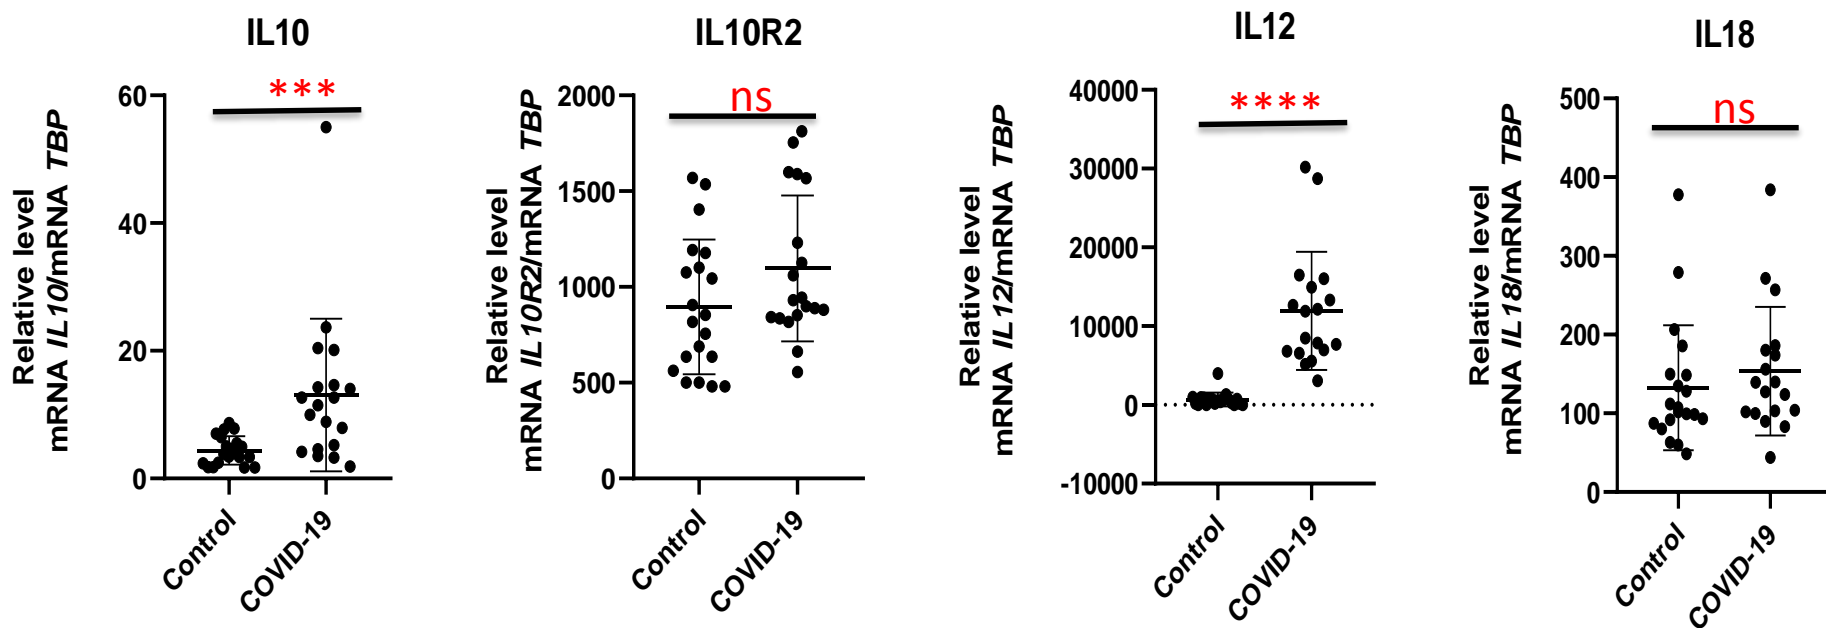 IL10
***
Relative level
mRNA IL10/mRNA TBP
60
40
20
0
Control
COVID-19
IL10R2
ns
Relative level
mRNA IL10R2/mRNA TBP
2000
1500
1000
500
0
Control
COVID-19
IL12
****
Relative level
mRNA IL12/mRNA TBP
40000
30000
20000
10000
0
-10000
Control
COVID-19
IL18
ns
Relative level
mRNA IL18/mRNA TBP
500
400
300
200
100
0
Control
COVID-19